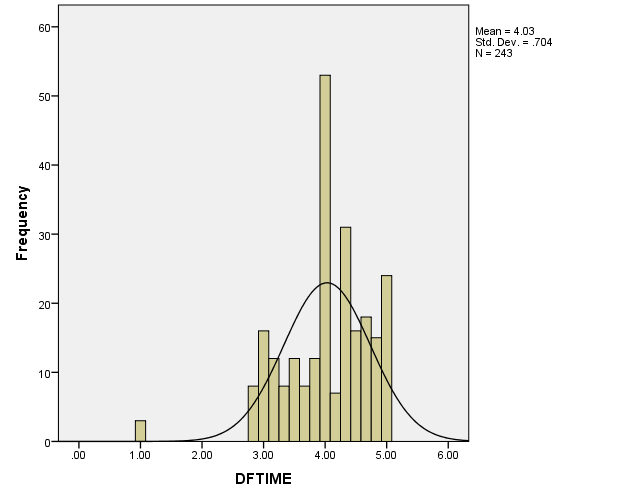 Mean = 4.03
Std. Dev. = .704
N = 243
60
50
40
30
20
10
0
Frequency
.00 1.00 2.00 3.00 4.00 5.00 6.00
DFTIME